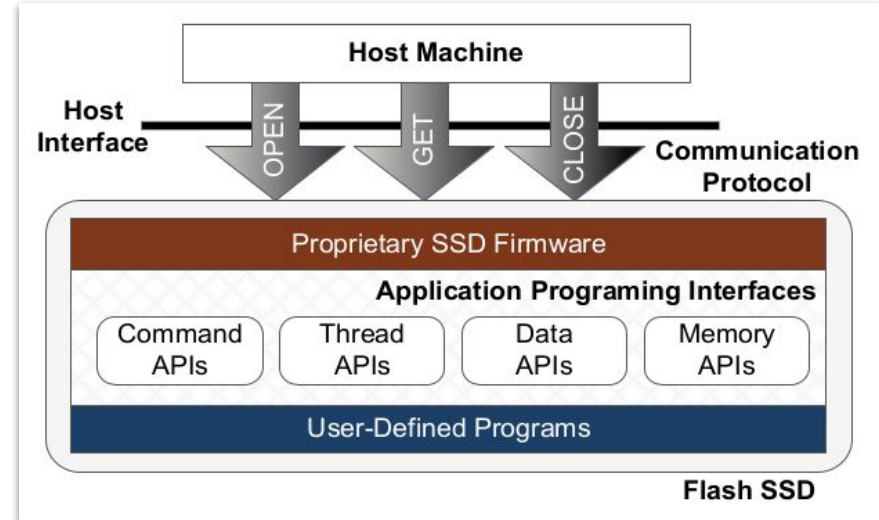 Host Machine
Host
Interface
OPEN
GET
CLOSE
Communication
Protocol
Proprietary SSD Firmware
Application Programing Interfaces
Command
APIs
Thread
APIs
Data
APIs
Memory
APIs
User-Defined Programs
Flash SSD